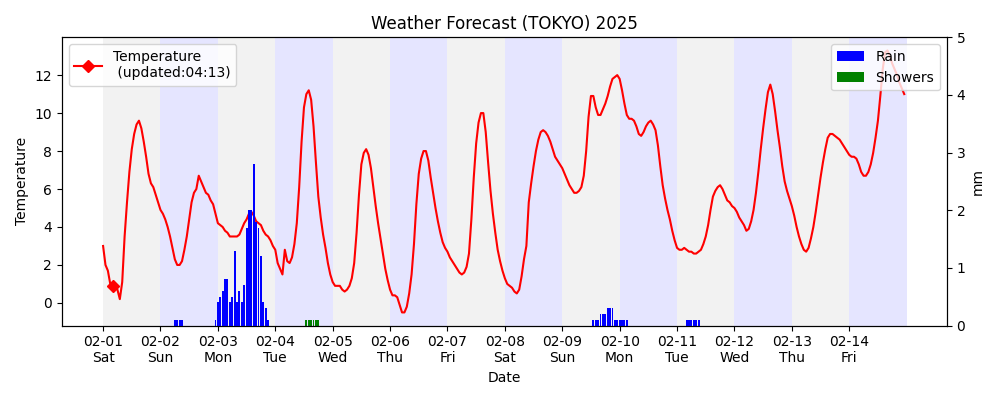 Weather Forecast (TOKYO) 2025
Temperature
(updated:04:13)
Rain
Showers
Temperature
12
10
8
6
4
2
0
5
4
3
2
1
0
mm
02-01 02-02 02-03 02-04 02-05 02-06 02-07 02-08 02-09 02-10 02-11 02-12 02-13 02-14
Sat Sun Mon Tue Wed Thu Fri Sat Sun Mon Tue Wed Thu Fri
Date